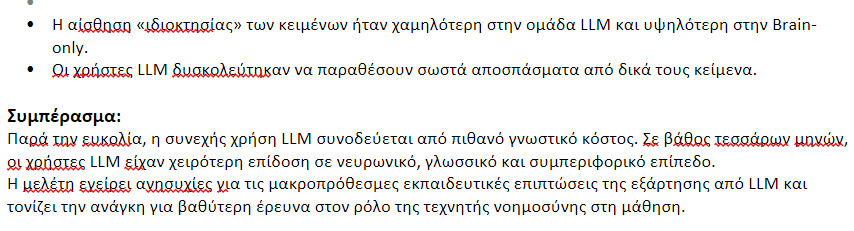 • Η αίσθηση «ιδιοκτησίας» των κειμένων ήταν χαμηλότερη στην ομάδα LLM και υψηλότερη στην Brain-
only.
• Οι χρήστες LLM δυσκολεύτηκαν να παραθέσουν σωστά αποσπάσματα από δικά τους κείμενα.
Συμπέρασμα:
Παρά την ευκολία, η συνεχής χρήση LLM συνοδεύεται από πιθανό γνωστικό κόστος. Σε βάθος τεσσάρων μηνών,
οι χρήστες LLM είχαν χειρότερη επίδοση σε νευρωνικό, γλωσσικό και συμπεριφορικό επίπεδο.
Η μελέτη εγείρει ανησυχίες για τις μακροπρόθεσμες εκπαιδευτικές επιπτώσεις της εξάρτησης από LLM και
τονίζει την ανάγκη για βαθύτερη έρευνα στον ρόλο της τεχνητής νοημοσύνης στη μάθηση.